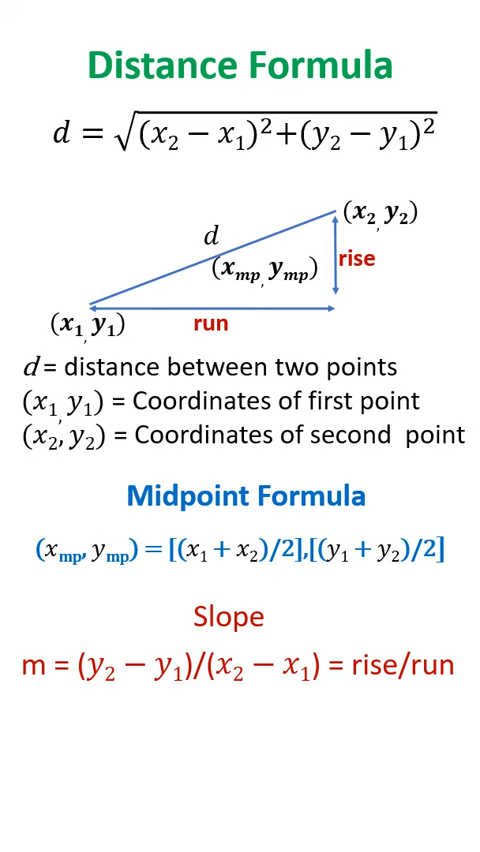 Distance Formula
d = √(x₂ − x₁)²+(y₂ − y₁)²
(x₂, y₂)
d
rise
(xₘₚ, yₘₚ)
(x₁, y₁)
run
d = distance between two points
(x₁, y₁) = Coordinates of first point
(x₂, y₂) = Coordinates of second point
Midpoint Formula
(xₘₚ, yₘₚ) = [(x₁ + x₂)/2],[(y₁ + y₂)/2]
Slope
m = (y₂ − y₁)/(x₂ − x₁) = rise/run